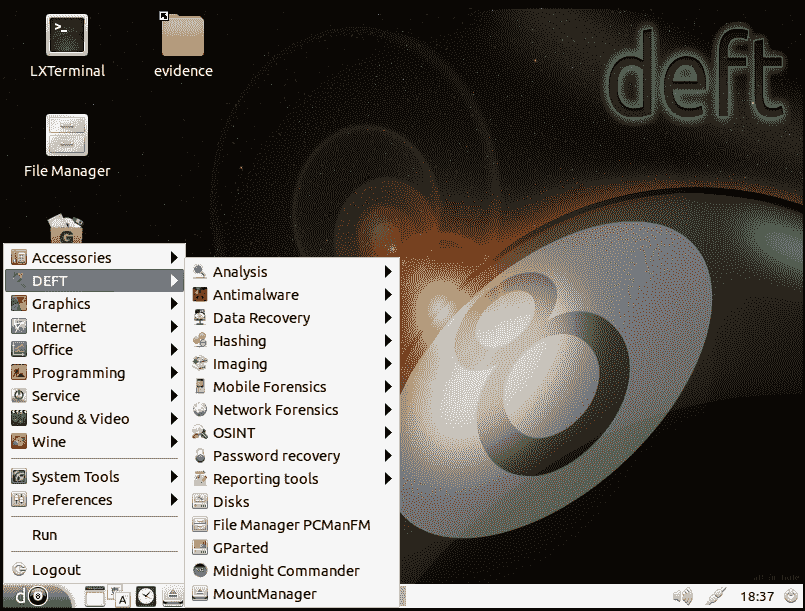 LXTerminal
evidence
deft
File Manager
Accessories
DEFT
Graphics
Internet
Office
Programming
Service
Sound & Video
Wine
System Tools
Preferences
Run
Logout
Analysis
Antimalware
Data Recovery
Hashing
Imaging
Mobile Forensics
Network Forensics
OSINT
Password recovery
Reporting tools
Disks
File Manager PCManFM
GParted
Midnight Commander
MountManager
d8
A
18:37